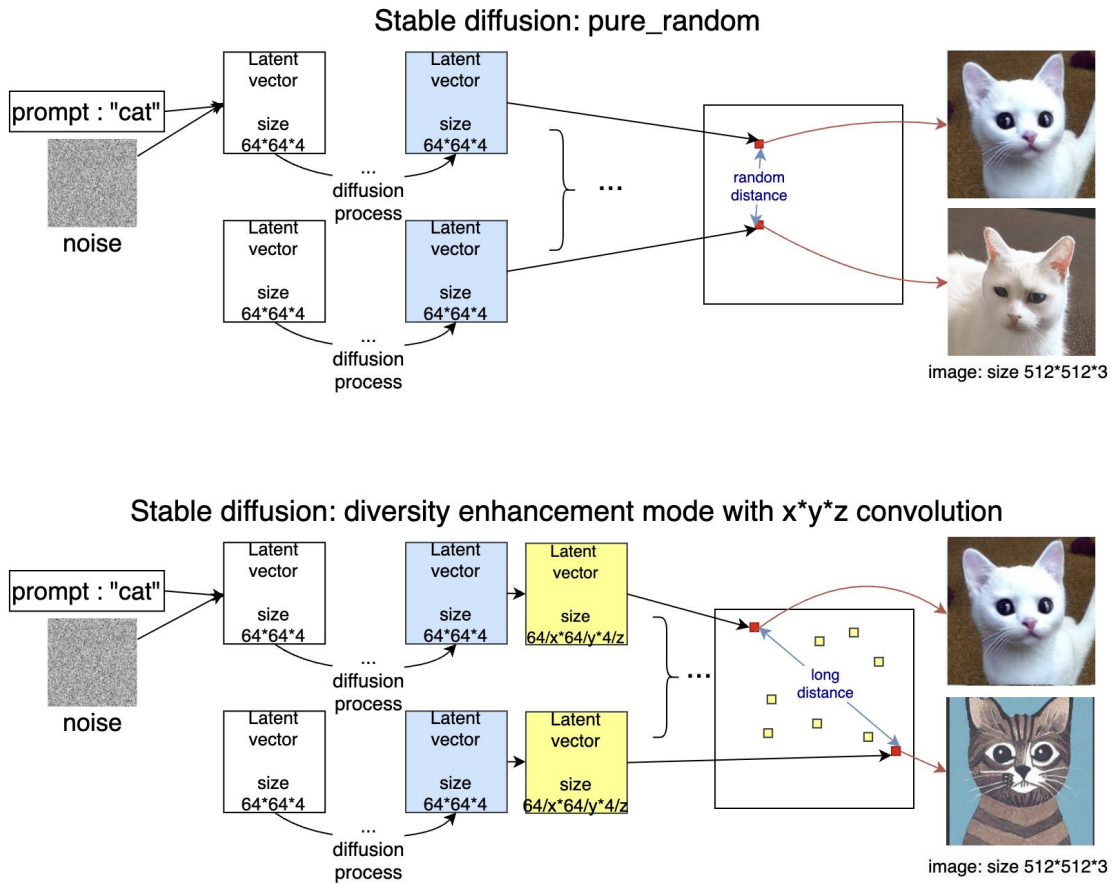 Stable diffusion: pure_random
prompt : "cat"
noise
Latent
vector
size
64*64*4
...
diffusion
process
Latent
vector
size
64*64*4
Latent
vector
size
64*64*4
...
diffusion
process
Latent
vector
size
64*64*4
...
random
distance
image: size 512*512*3
Stable diffusion: diversity enhancement mode with x*y*z convolution
prompt : "cat"
noise
Latent
vector
size
64*64*4
...
diffusion
process
Latent
vector
size
64*64*4
Latent
vector
size
64/x*64/y*4/z
Latent
vector
size
64*64*4
...
diffusion
process
Latent
vector
size
64*64*4
Latent
vector
size
64/x*64/y*4/z
...
long
distance
image: size 512*512*3